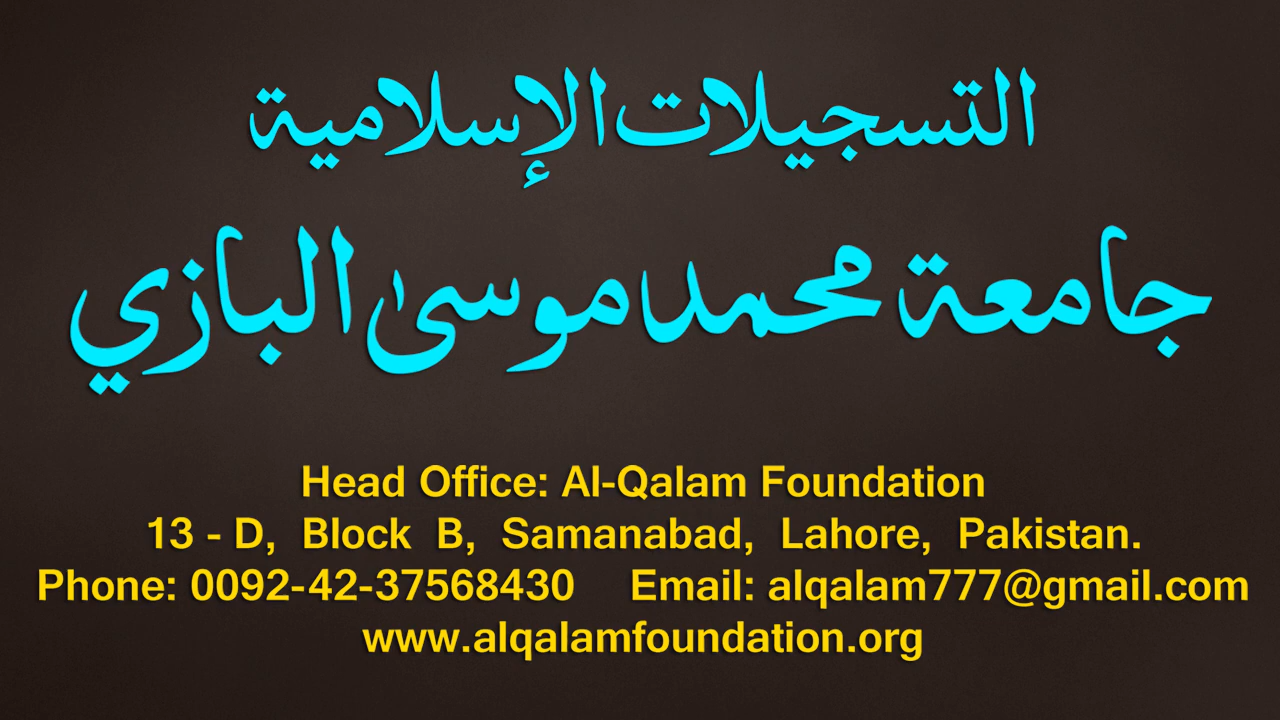 التسجيلات الإسلامية
جامعة محمد موسىٰ البازي
Head Office: Al-Qalam Foundation
13 - D, Block B, Samanabad, Lahore, Pakistan.
Phone: 0092-42-37568430 Email: alqalam777@gmail.com
www.alqalamfoundation.org